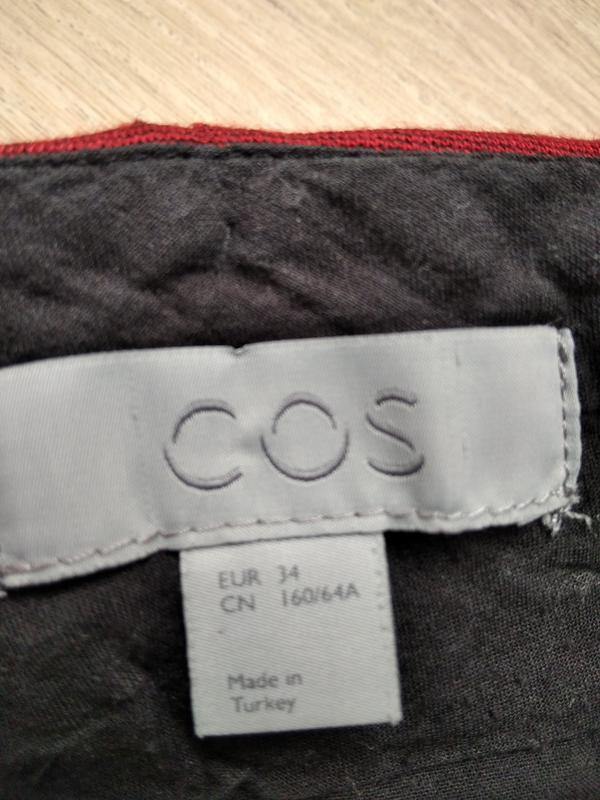 COS
EUR 34
CN 160/64A
Made in
Turkey